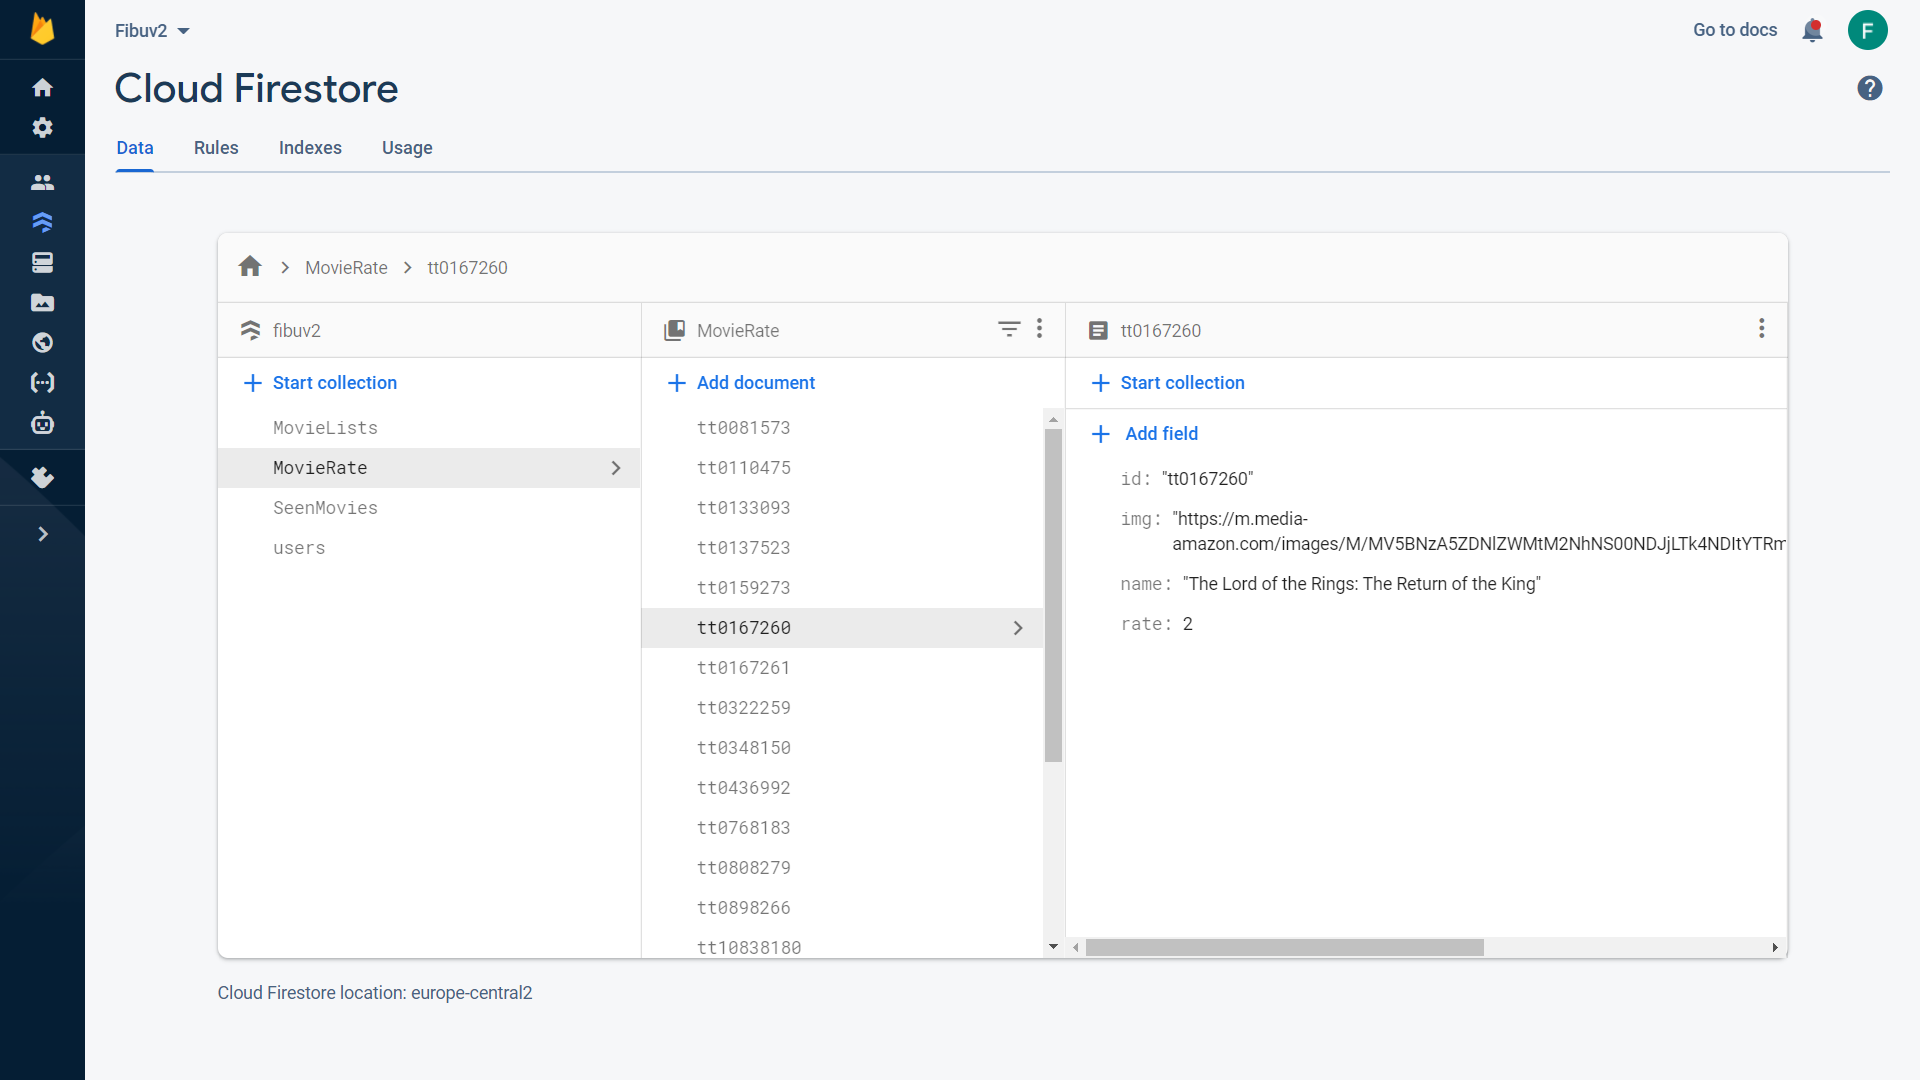 Fibuv2
Go to docs
F
Cloud Firestore
?
Data
Rules
Indexes
Usage
MovieRate
tt0167260
fibuv2
MovieRate
tt0167260
Start collection
MovieLists
MovieRate
SeenMovies
users
Add document
tt0081573
tt0110475
tt0133093
tt0137523
tt0159273
tt0167260
tt0167261
tt0322259
tt0348150
tt0436992
tt0768183
tt0808279
tt0898266
tt10838180
Start collection
Add field
id: "tt0167260"
img: "https://m.media-
amazon.com/images/M/MV5BNzA5ZDNlZWMtM2NhNS00NDJjLTk4NDItYTRm
name: "The Lord of the Rings: The Return of the King"
rate: 2
Cloud Firestore location: europe-central2